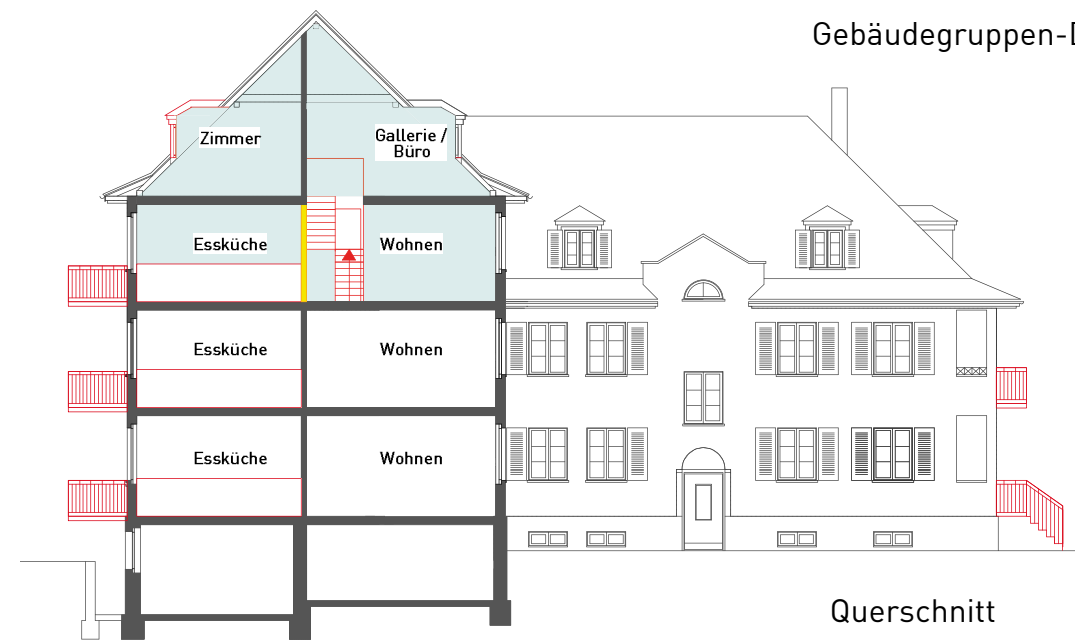 Gebäudegruppen-D
Zimmer
Gallerie /
Büro
Essküche
Wohnen
Essküche
Wohnen
Essküche
Wohnen
Querschnitt